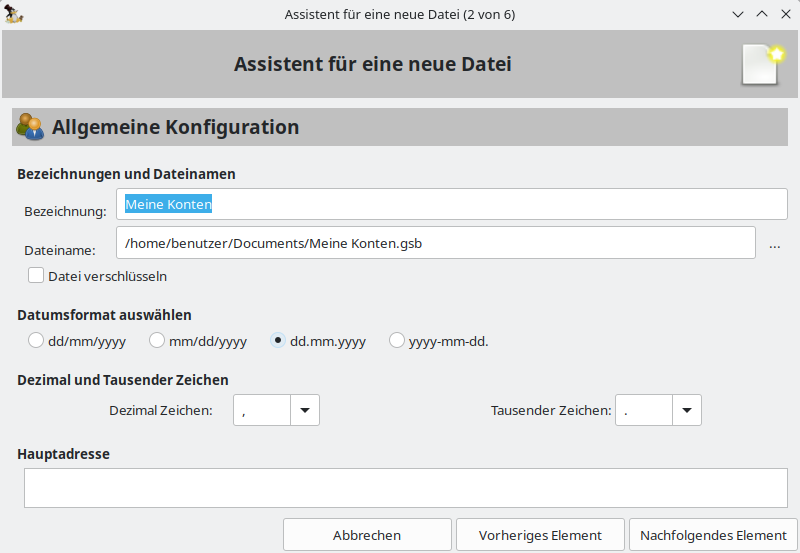 Assistent für eine neue Datei (2 von 6)
Assistent für eine neue Datei
Allgemeine Konfiguration
Bezeichnungen und Dateinamen
Bezeichnung: Meine Konten
Dateiname: /home/benutzer/Documents/Meine Konten.gsb ...
Datei verschlüsseln
Datumsformat auswählen
dd/mm/yyyy mm/dd/yyyy dd.mm.yyyy yyyy-mm-dd.
Dezimal und Tausender Zeichen
Dezimal Zeichen: , Tausender Zeichen: .
Hauptadresse
Abbrechen Vorheriges Element Nachfolgendes Element